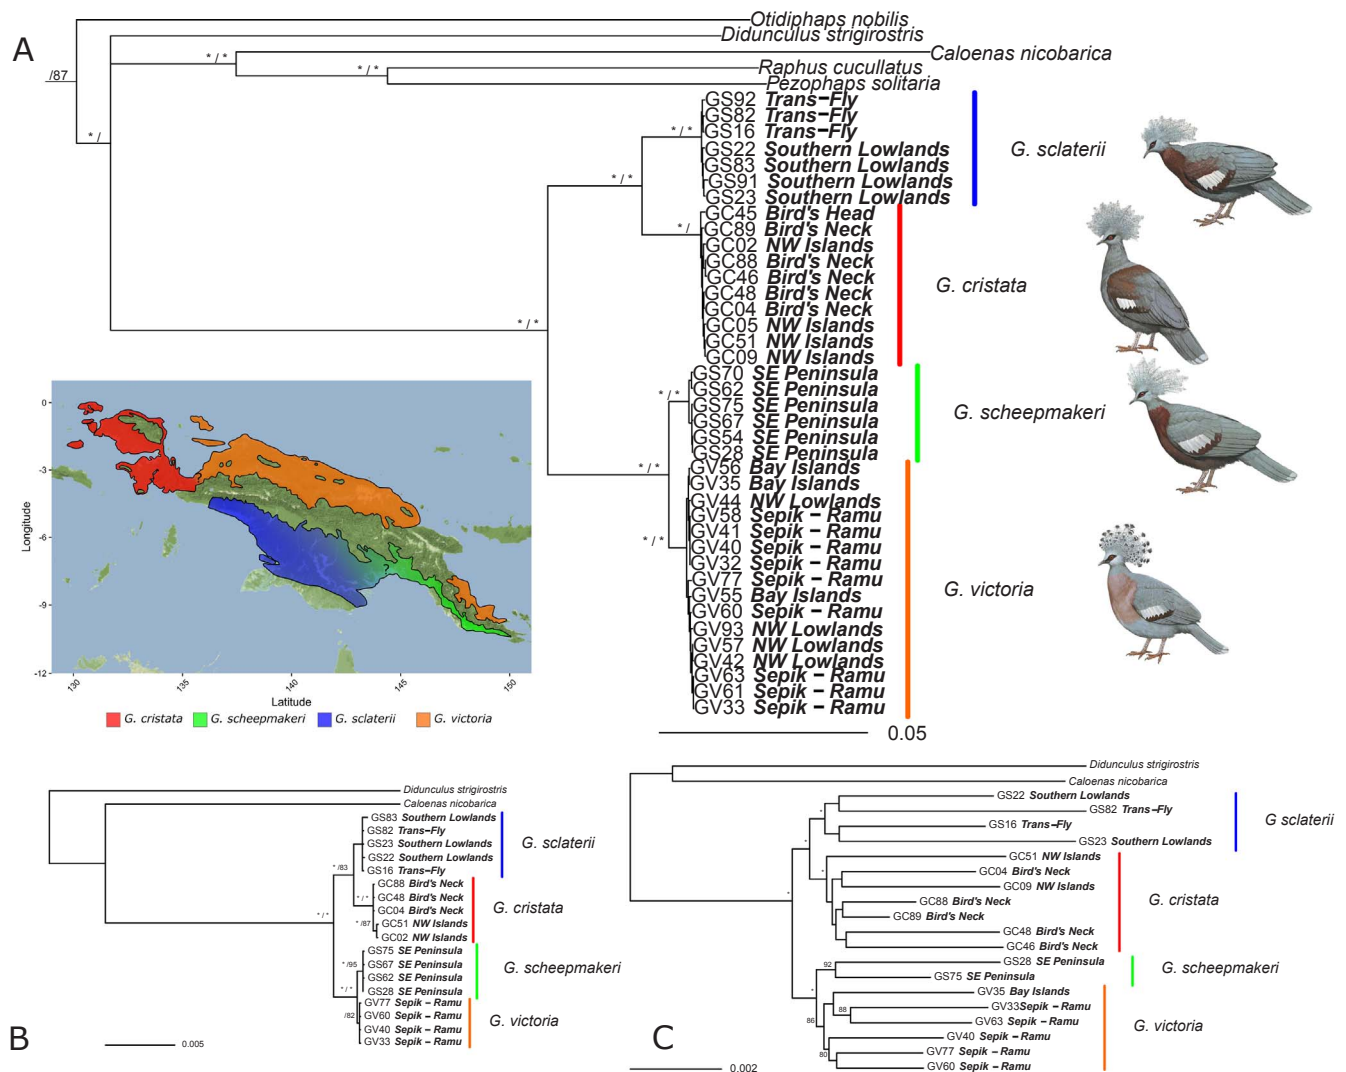 A
Otidiphaps nobilis
Didunculus strigirostris
Caloenas nicobarica
Raphus cucullatus
Pezophaps solitaria
/87
* /
* / *
* / *
* / *
* / *
* / *
* /
* / *
* / *
* / *
GS92 Trans−Fly
GS82 Trans−Fly
GS16 Trans−Fly
GS22 Southern Lowlands
GS83 Southern Lowlands
GS91 Southern Lowlands
GS23 Southern Lowlands
G. sclaterii
GC45 Bird's Head
GC89 Bird's Neck
GC02 NW Islands
GC88 Bird's Neck
GC46 Bird's Neck
GC48 Bird's Neck
GC04 Bird's Neck
GC05 NW Islands
GC51 NW Islands
GC09 NW Islands
G. cristata
GS70 SE Peninsula
GS62 SE Peninsula
GS75 SE Peninsula
GS67 SE Peninsula
GS54 SE Peninsula
GS28 SE Peninsula
G. scheepmakeri
GV56 Bay Islands
GV35 Bay Islands
GV44 NW Lowlands
GV58 Sepik − Ramu
GV41 Sepik − Ramu
GV40 Sepik − Ramu
GV32 Sepik − Ramu
GV77 Sepik − Ramu
GV55 Bay Islands
GV60 Sepik − Ramu
GV93 NW Lowlands
GV57 NW Lowlands
GV42 NW Lowlands
GV63 Sepik − Ramu
GV61 Sepik − Ramu
GV33 Sepik − Ramu
G. victoria
0.05
0
-3
-6
-9
-12
Longitude
?
130
135
140
145
150
Latitude
G. cristata
G. scheepmakeri
G. sclaterii
G. victoria
B
Didunculus strigirostris
Caloenas nicobarica
GS83 Southern Lowlands
GS82 Trans−Fly
GS23 Southern Lowlands
GS22 Southern Lowlands
GS16 Trans−Fly
G. sclaterii
GC88 Bird's Neck
GC48 Bird's Neck
GC04 Bird's Neck
GC51 NW Islands
GC02 NW Islands
G. cristata
GS75 SE Peninsula
GS67 SE Peninsula
GS62 SE Peninsula
GS28 SE Peninsula
G. scheepmakeri
GV77 Sepik − Ramu
GV60 Sepik − Ramu
GV40 Sepik − Ramu
GV33 Sepik − Ramu
G. victoria
* /83
* / *
* /87
* / *
* /95
* / *
/82
0.005
C
Didunculus strigirostris
Caloenas nicobarica
GS22 Southern Lowlands
GS82 Trans−Fly
GS16 Trans−Fly
GS23 Southern Lowlands
G sclaterii
GC51 NW Islands
GC04 Bird's Neck
GC09 NW Islands
GC88 Bird's Neck
GC89 Bird's Neck
GC48 Bird's Neck
GC46 Bird's Neck
G. cristata
GS28 SE Peninsula
GS75 SE Peninsula
G. scheepmakeri
GV35 Bay Islands
GV33Sepik − Ramu
GV63 Sepik − Ramu
GV40 Sepik − Ramu
GV77 Sepik − Ramu
GV60 Sepik − Ramu
G. victoria
*
*
*
*
92
*
88
86
80
0.002